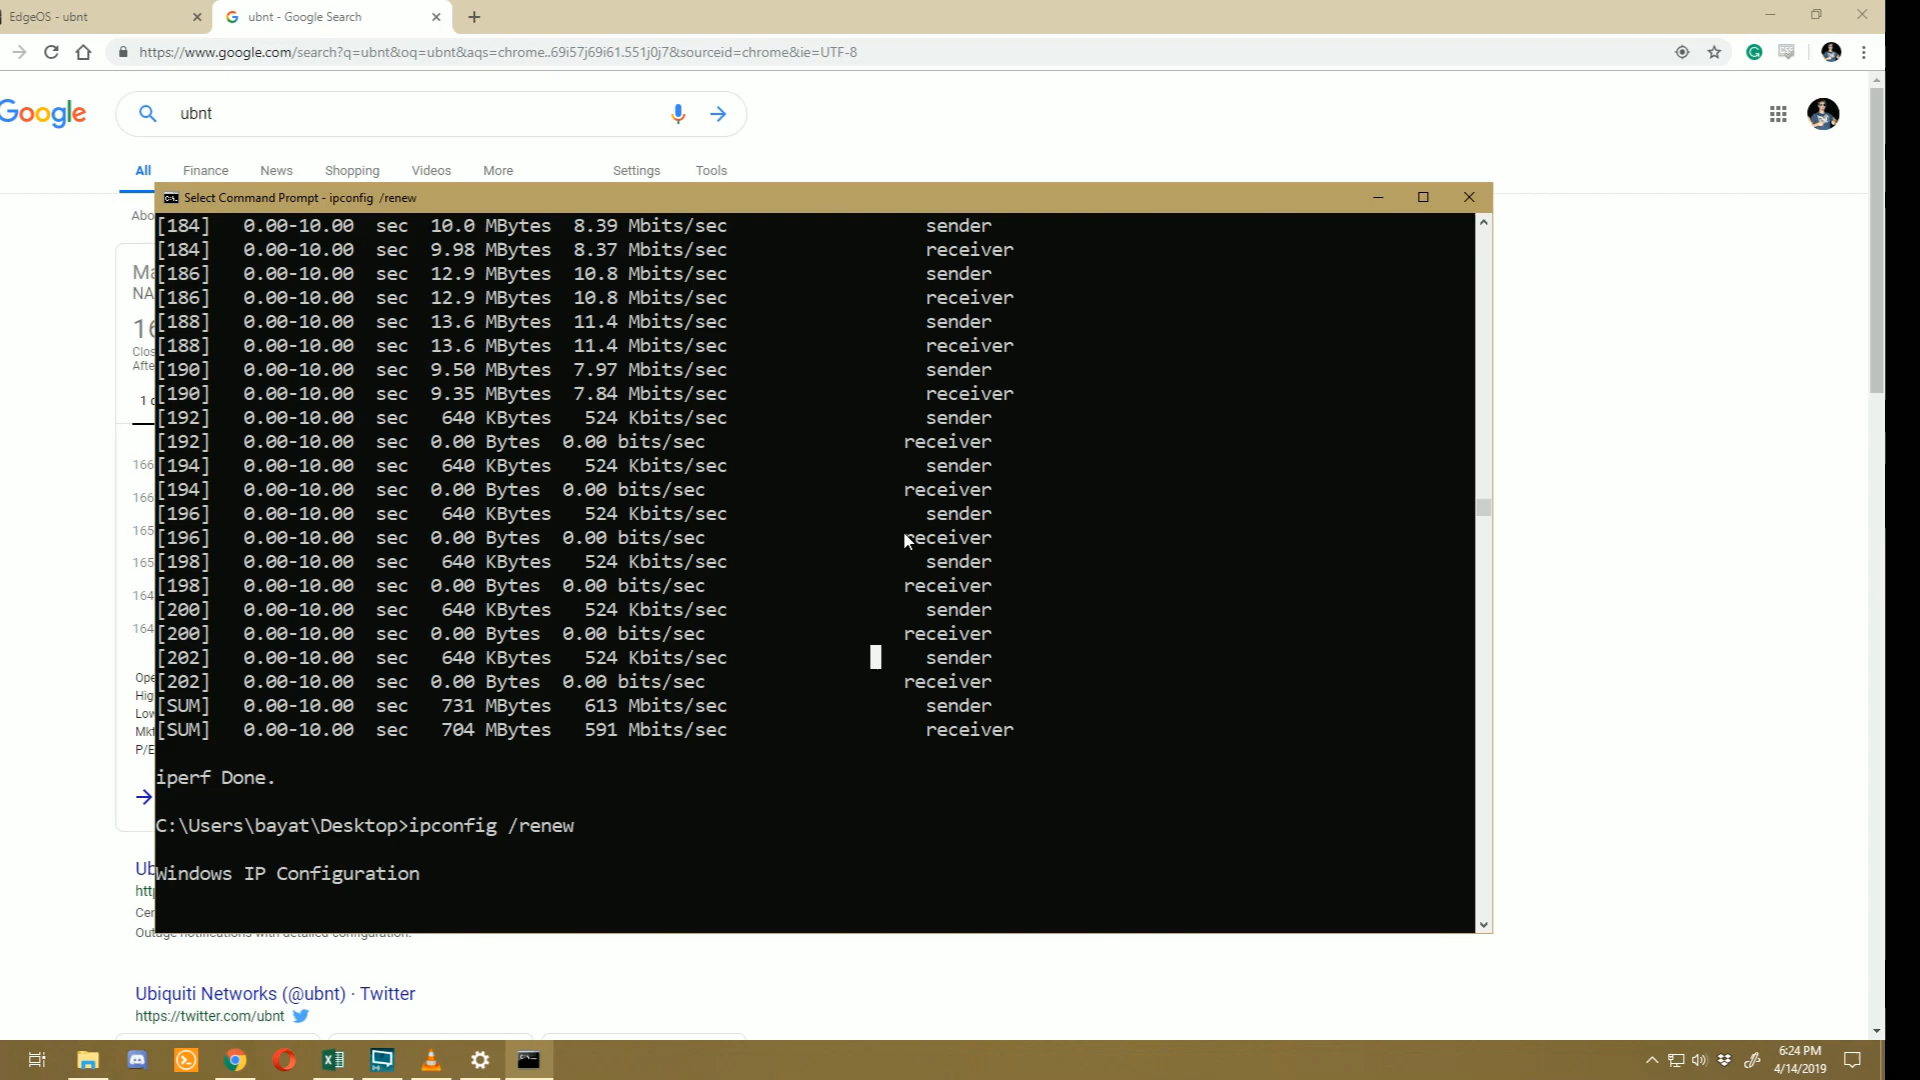 EdgeOS - ubnt
ubnt - Google Search
https://www.google.com/search?q=ubnt&oq=ubnt&aqs=chrome..69i57j69i61.551j0j7&sourceid=chrome&ie=UTF-8
Google
ubnt
All Finance News Shopping Videos More Settings Tools
Select Command Prompt - ipconfig /renew
[184] 0.00-10.00 sec 10.0 MBytes 8.39 Mbits/sec sender
[184] 0.00-10.00 sec 9.98 MBytes 8.37 Mbits/sec receiver
[186] 0.00-10.00 sec 12.9 MBytes 10.8 Mbits/sec sender
[186] 0.00-10.00 sec 12.9 MBytes 10.8 Mbits/sec receiver
[188] 0.00-10.00 sec 13.6 MBytes 11.4 Mbits/sec sender
[188] 0.00-10.00 sec 13.6 MBytes 11.4 Mbits/sec receiver
[190] 0.00-10.00 sec 9.50 MBytes 7.97 Mbits/sec sender
[190] 0.00-10.00 sec 9.35 MBytes 7.84 Mbits/sec receiver
[192] 0.00-10.00 sec 640 KBytes 524 Kbits/sec sender
[192] 0.00-10.00 sec 0.00 Bytes 0.00 bits/sec receiver
[194] 0.00-10.00 sec 640 KBytes 524 Kbits/sec sender
[194] 0.00-10.00 sec 0.00 Bytes 0.00 bits/sec receiver
[196] 0.00-10.00 sec 640 KBytes 524 Kbits/sec sender
[196] 0.00-10.00 sec 0.00 Bytes 0.00 bits/sec receiver
[198] 0.00-10.00 sec 640 KBytes 524 Kbits/sec sender
[198] 0.00-10.00 sec 0.00 Bytes 0.00 bits/sec receiver
[200] 0.00-10.00 sec 640 KBytes 524 Kbits/sec sender
[200] 0.00-10.00 sec 0.00 Bytes 0.00 bits/sec receiver
[202] 0.00-10.00 sec 640 KBytes 524 Kbits/sec sender
[202] 0.00-10.00 sec 0.00 Bytes 0.00 bits/sec receiver
[SUM] 0.00-10.00 sec 731 MBytes 613 Mbits/sec sender
[SUM] 0.00-10.00 sec 704 MBytes 591 Mbits/sec receiver
iperf Done.
C:\Users\bayat\Desktop>ipconfig /renew
Windows IP Configuration
Ubiquiti Networks (@ubnt) · Twitter
https://twitter.com/ubnt
6:24 PM
4/14/2019